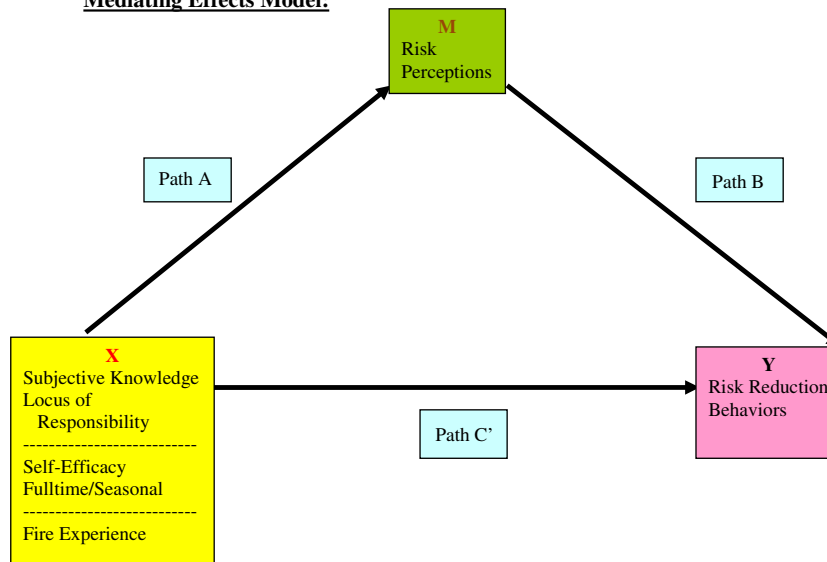 Mediating Effects Model:
M
Risk
Perceptions
Path A
Path B
X
Subjective Knowledge
Locus of
Responsibility
---------------------------
Self-Efficacy
Fulltime/Seasonal
---------------------------
Fire Experience
Y
Risk Reduction
Behaviors
Path C’